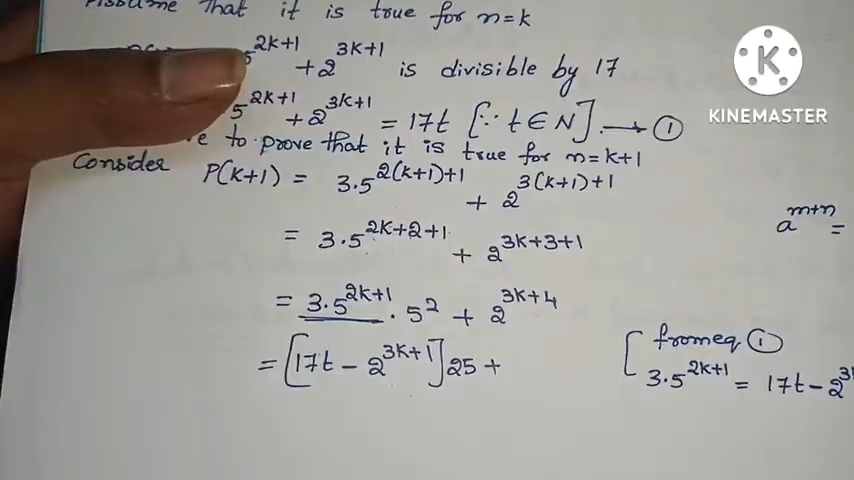 Assume that it is true for n=k
5^{2k+1} + 2^{3k+1} is divisible by 17
5^{2k+1} + 2^{3k+1} = 17t [∵ t ∈ N] → ①
to prove that it is true for n=k+1
Consider P(k+1) = 3.5^{2(k+1)+1} + 2^{3(k+1)+1}
= 3.5^{2k+2+1} + 2^{3k+3+1}
a^{m+n} =
= 3.5^{2k+1} . 5^2 + 2^{3k+4}
= [17t - 2^{3k+1}] 25 +
[from eq ①
3.5^{2k+1} = 17t - 2^{3
K
KINEMASTER